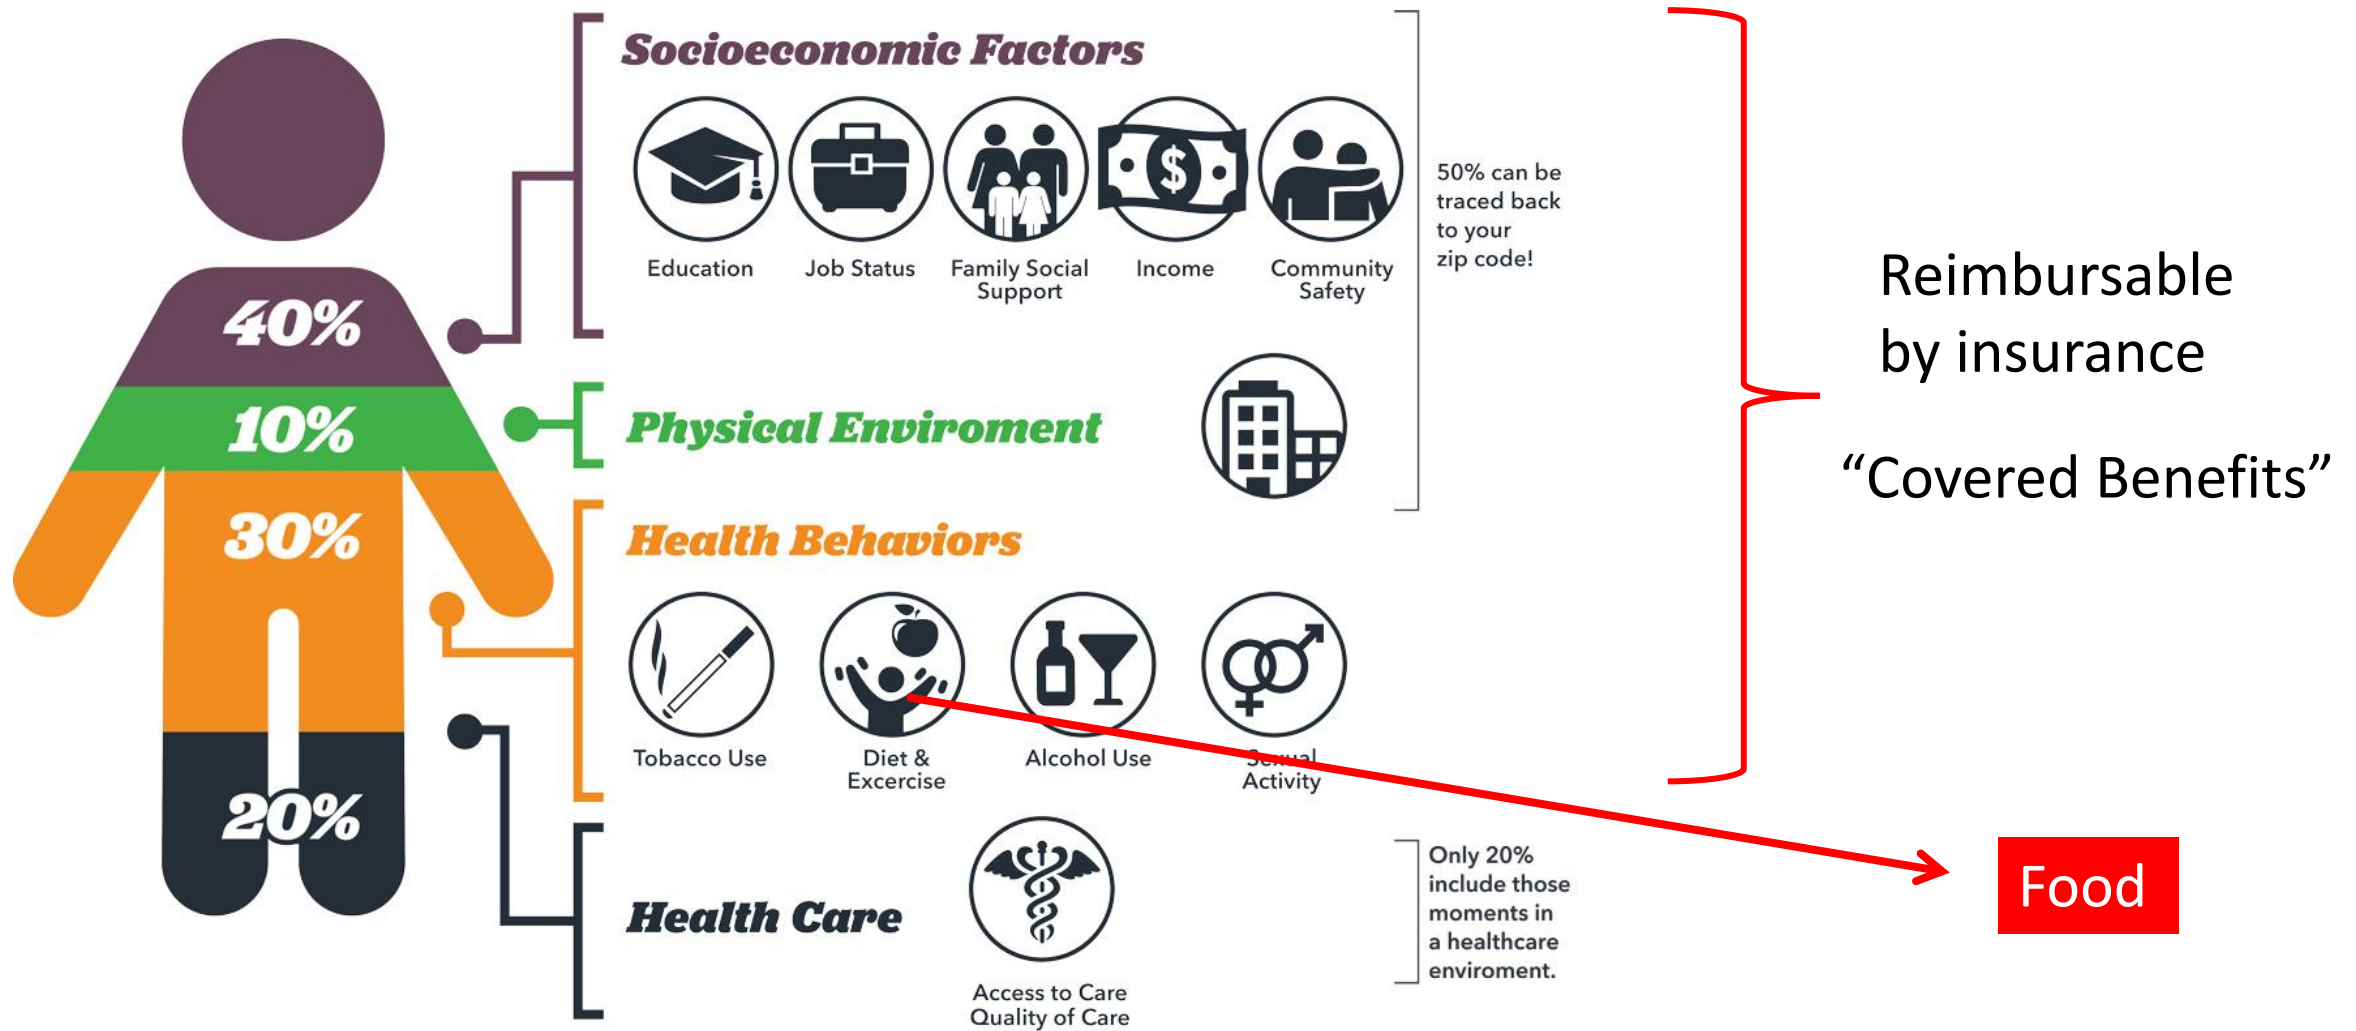 Socioeconomic Factors
Education
Job Status
Family Social
Support
Income
Community
Safety
50% can be
traced back
to your
zip code!
40%
10%
Physical Enviroment
30%
Health Behaviors
Tobacco Use
Diet &
Excercise
Alcohol Use
Sexual
Activity
20%
Health Care
Access to Care
Quality of Care
Only 20%
include those
moments in
a healthcare
enviroment.
Reimbursable
by insurance
“Covered Benefits”
Food